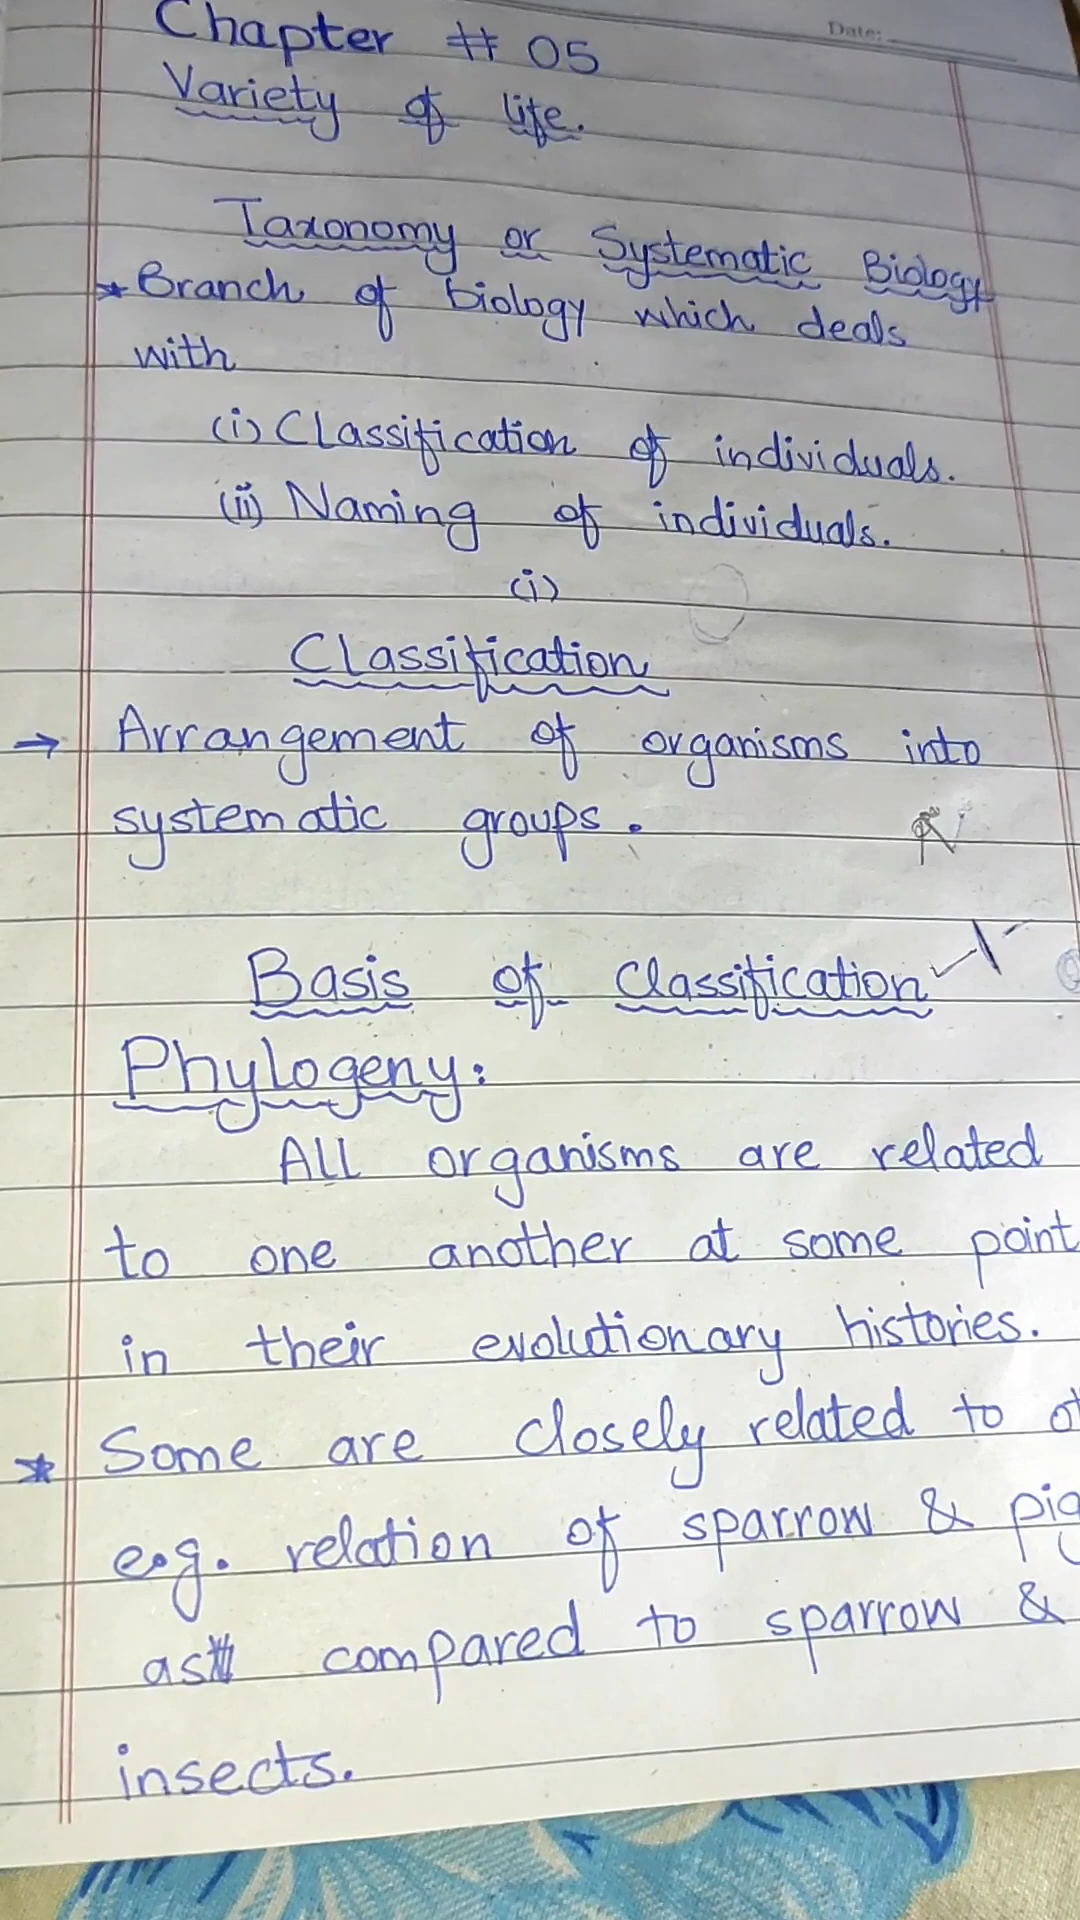 Date:
Chapter # 05
Variety of life.
Taxonomy or Systematic Biology
* Branch of biology which deals
with
(i) Classification of individuals.
(ii) Naming of individuals.
(i)
Classification
→ Arrangement of organisms into
systematic groups.
Basis of Classification
Phylogeny:
All organisms are related
to one another at some point
in their evolutionary histories.
* Some are closely related to
e.g. relation of sparrow &
as compared to sparrow &
insects.